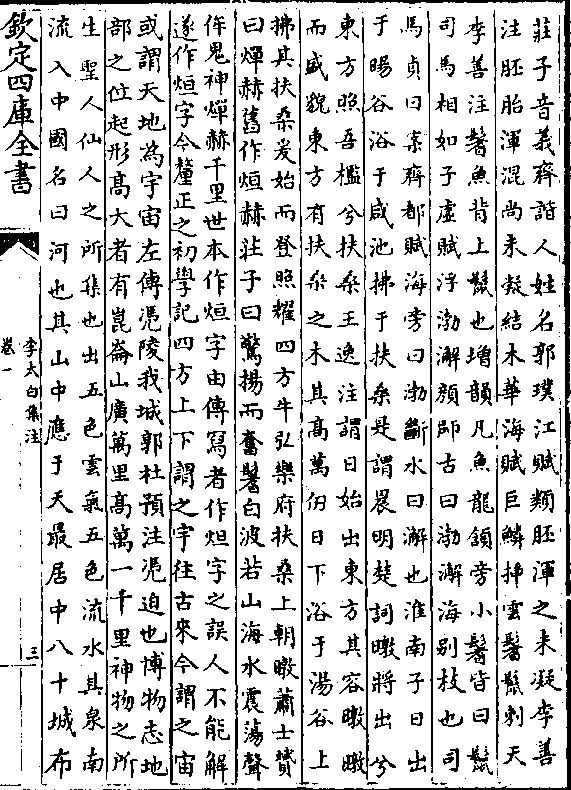 莊子音義齊諧人姓名郭璞江賦類胚渾之未凝李善
注胚胎渾混尚未凝結木華海賦巨鱗揷雲鬐鬛刺天
李善注鬐魚背上鬛也增韻凡魚龍頷旁小鬐皆曰鬛
司馬相如子虛賦浮渤澥顔師古曰渤澥海别枝也司
馬貞曰案齊都賦海旁曰渤斷水曰澥也淮南子日出
于暘谷浴于咸池拂于扶桑是謂晨明楚詞暾將出兮
東方照吾檻兮扶桑王逸注謂日始出東方其容暾暾
而盛貌東方有扶桑之木其髙萬仞日下浴于湯谷上
拂其扶桑爰始而登照耀四方牛弘樂府扶桑上朝暾蕭士贇
曰燀赫舊作烜赫莊子曰驚揚而奮鬐白波若山海水震蕩聲
侔鬼神燀赫千里世本作烜字由傳寫者作烜字之誤人不能解
遂作烜字今釐正之初學記四方上下謂之宇徃古來今謂之宙
或謂天地為宇宙左傳馮陵我城郭杜預注馮迫也博物志地
部之位起形髙大者有崑崙山廣萬里髙萬一千里神物之所
生聖人仙人之所集也出五色雲氣五色流水其泉南
流入中國名曰河也其山中應于天最居中八十城布
欽定四庫全書
李太白集注
卷一
三